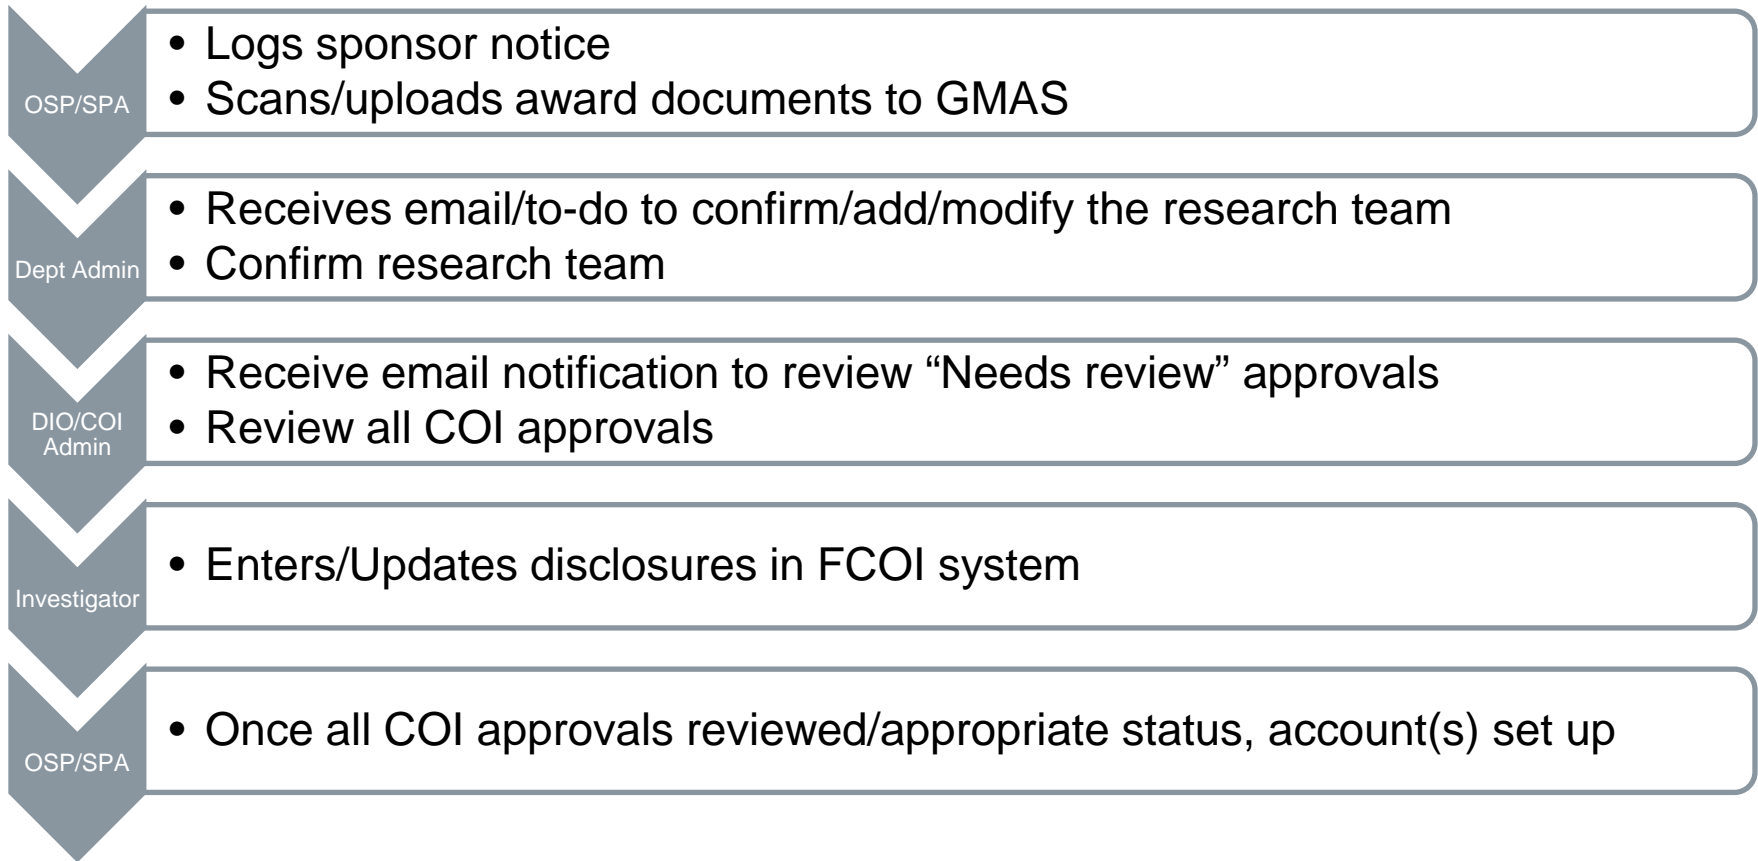 OSP/SPA
• Logs sponsor notice
• Scans/uploads award documents to GMAS
Dept Admin
• Receives email/to-do to confirm/add/modify the research team
• Confirm research team
DIO/COI
Admin
• Receive email notification to review “Needs review” approvals
• Review all COI approvals
Investigator
• Enters/Updates disclosures in FCOI system
OSP/SPA
• Once all COI approvals reviewed/appropriate status, account(s) set up